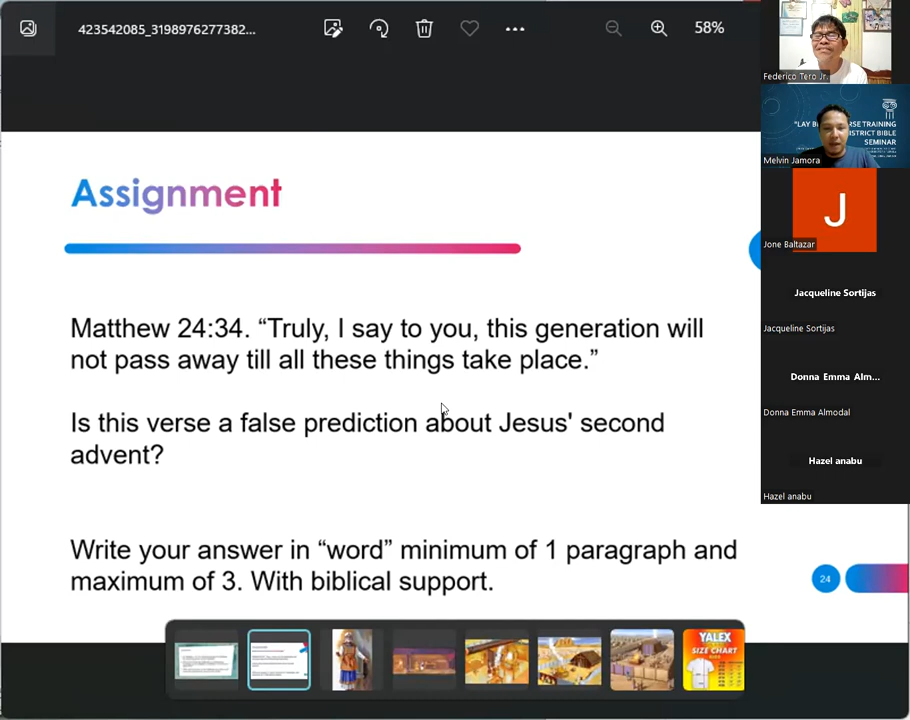 423542085_3198976277382...
58%
Assignment
Matthew 24:34. “Truly, I say to you, this generation will
not pass away till all these things take place.”
Is this verse a false prediction about Jesus' second
advent?
Write your answer in “word” minimum of 1 paragraph and
maximum of 3. With biblical support.
24
YALEX
SIZE CHART
Federico Tero Jr.
"LAY B
RSE TRAINING
ISTRICT BIBLE
SEMINAR
Melvin Jamora
J
Jone Baltazar
Jacqueline Sortijas
Jacqueline Sortijas
Donna Emma Alm...
Donna Emma Almodal
Hazel anabu
Hazel anabu